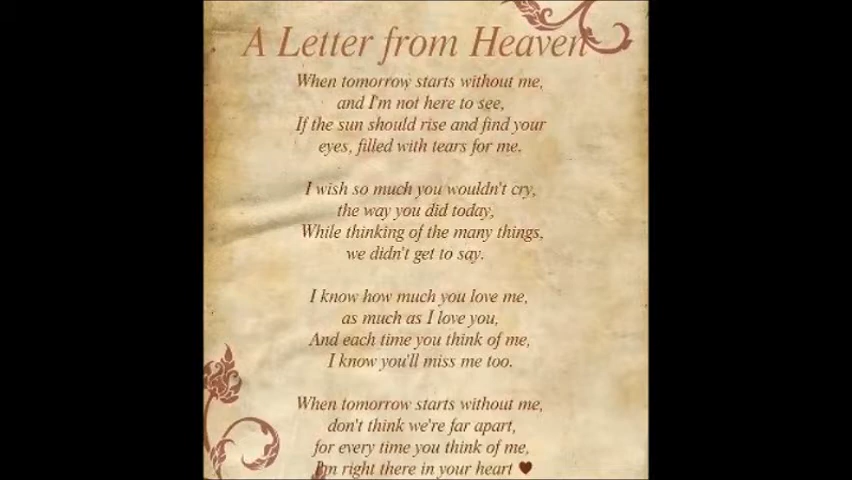 A Letter from Heaven
When tomorrow starts without me,
and I'm not here to see,
If the sun should rise and find your
eyes, filled with tears for me.
I wish so much you wouldn't cry,
the way you did today,
While thinking of the many things,
we didn't get to say.
I know how much you love me,
as much as I love you,
And each time you think of me,
I know you'll miss me too.
When tomorrow starts without me,
don't think we're far apart,
for every time you think of me,
I'm right there in your heart ♥